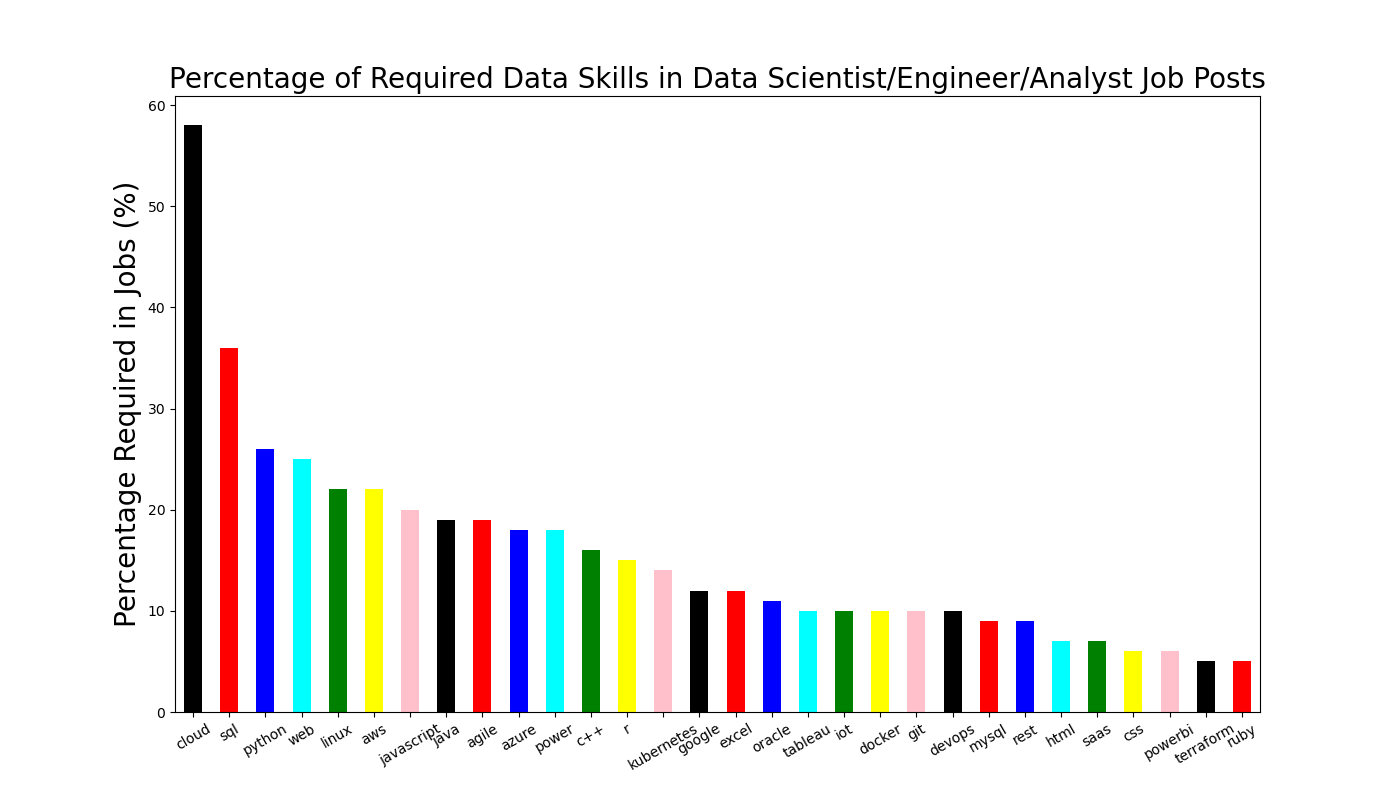 Percentage of Required Data Skills in Data Scientist/Engineer/Analyst Job Posts
Percentage Required in Jobs (%)
60
50
40
30
20
10
0
cloud
sql
python
web
linux
aws
javascript
java
agile
azure
power
c++
r
kubernetes
google
excel
oracle
tableau
iot
docker
git
devops
mysql
rest
html
saas
css
powerbi
terraform
ruby